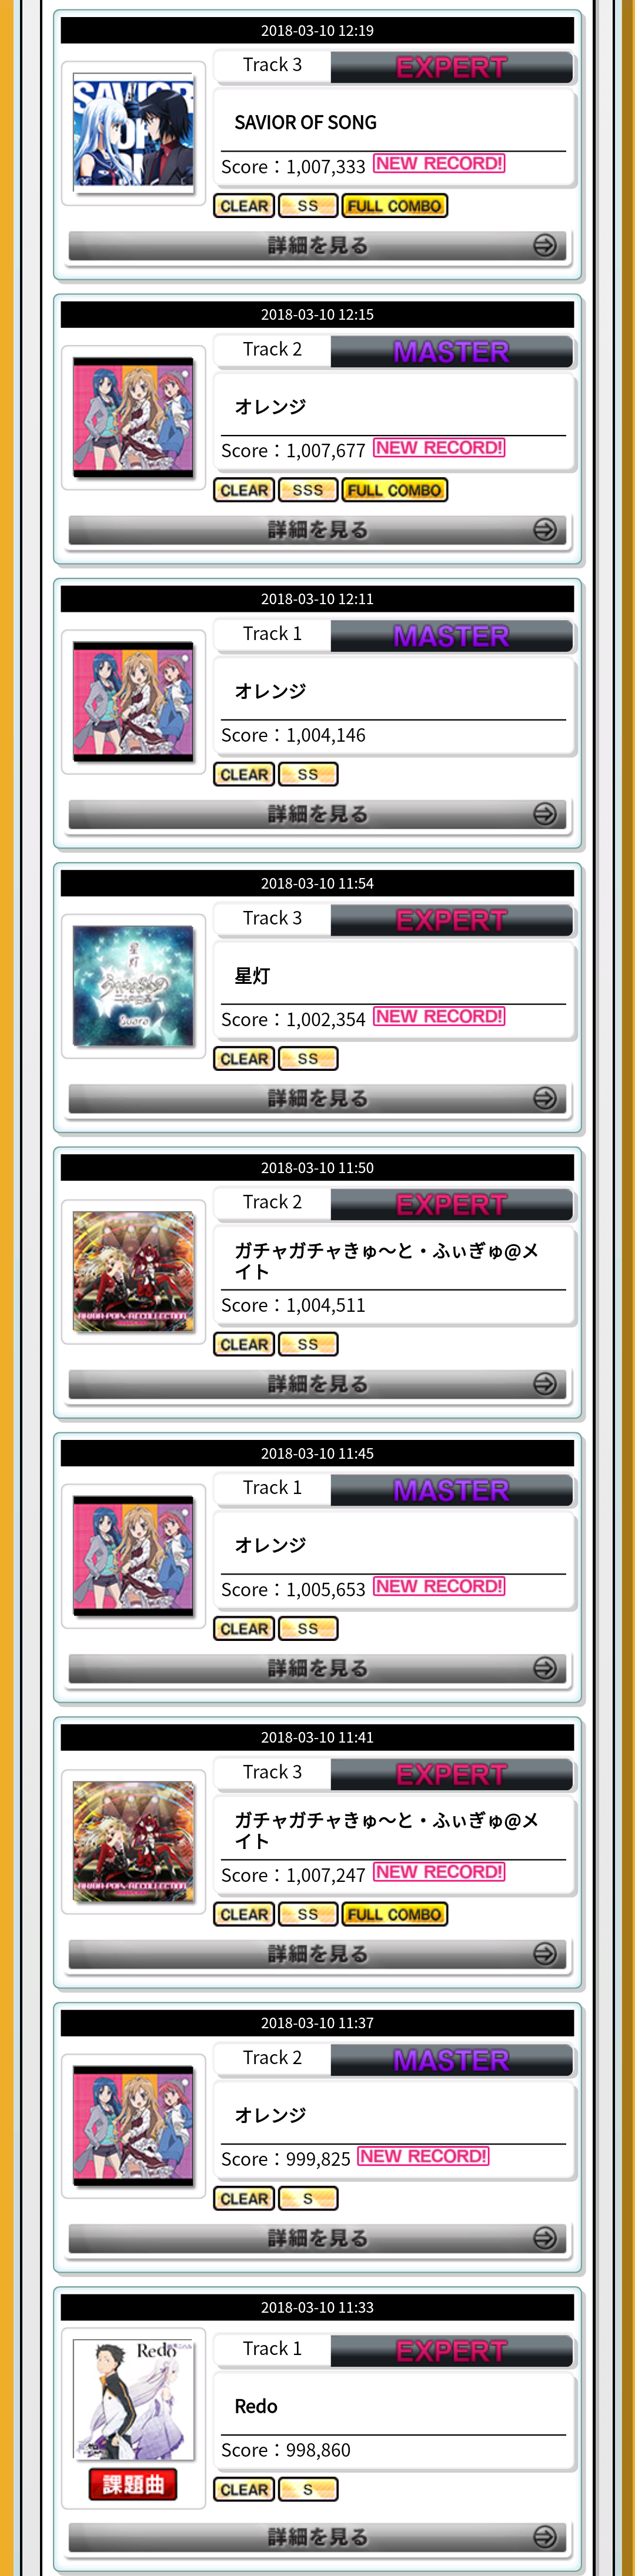 2018-03-10 12:19
Track 3
EXPERT
SAVIOR OF SONG
SAVIOR
OF
Score：1,007,333 NEW RECORD!
CLEAR SS FULL COMBO
詳細を見る
2018-03-10 12:15
Track 2
MASTER
オレンジ
Score：1,007,677 NEW RECORD!
CLEAR SSS FULL COMBO
詳細を見る
2018-03-10 12:11
Track 1
MASTER
オレンジ
Score：1,004,146
CLEAR SS
詳細を見る
2018-03-10 11:54
Track 3
EXPERT
星灯
星灯
Score：1,002,354 NEW RECORD!
CLEAR SS
詳細を見る
2018-03-10 11:50
Track 2
EXPERT
ガチャガチャきゅ～と・ふぃぎゅ@メ
イト
AKIBA-POP♪RECOLLECTION
Score：1,004,511
CLEAR SS
詳細を見る
2018-03-10 11:45
Track 1
MASTER
オレンジ
Score：1,005,653 NEW RECORD!
CLEAR SS
詳細を見る
2018-03-10 11:41
Track 3
EXPERT
ガチャガチャきゅ～と・ふぃぎゅ@メ
イト
AKIBA-POP♪RECOLLECTION
Score：1,007,247 NEW RECORD!
CLEAR SS FULL COMBO
詳細を見る
2018-03-10 11:37
Track 2
MASTER
オレンジ
Score：999,825 NEW RECORD!
CLEAR S
詳細を見る
2018-03-10 11:33
Track 1
EXPERT
Redo
Redo
Score：998,860
課題曲
CLEAR S
詳細を見る